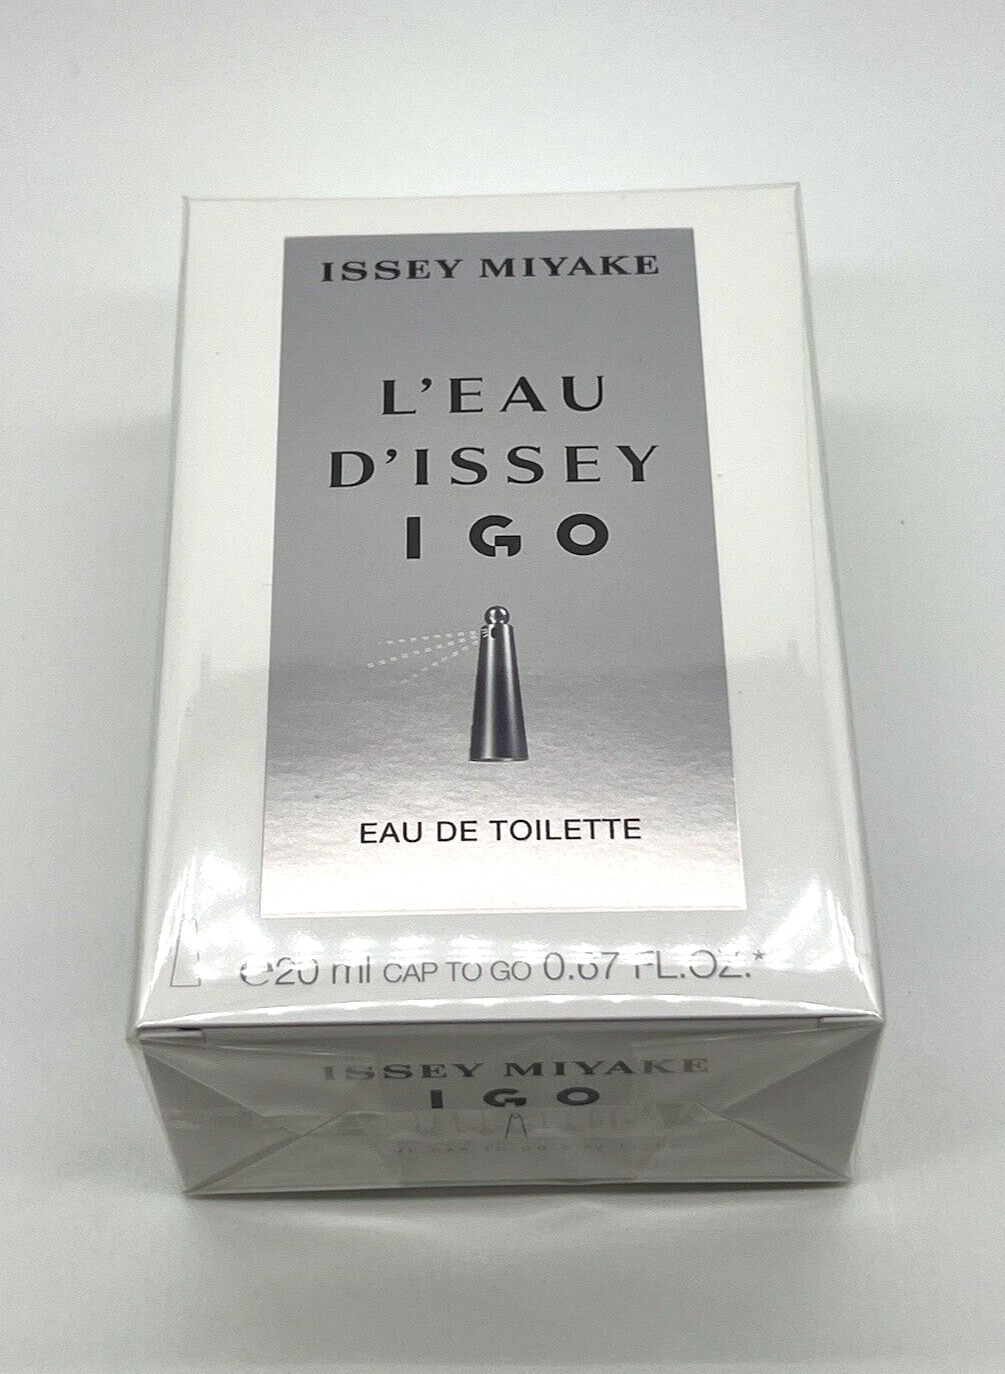 ISSEY MIYAKE
L'EAU
D'ISSEY
IGO
EAU DE TOILETTE
e20 ml CAP TO GO 0.67 FL.OZ.*
ISSEY MIYAKE
IGO